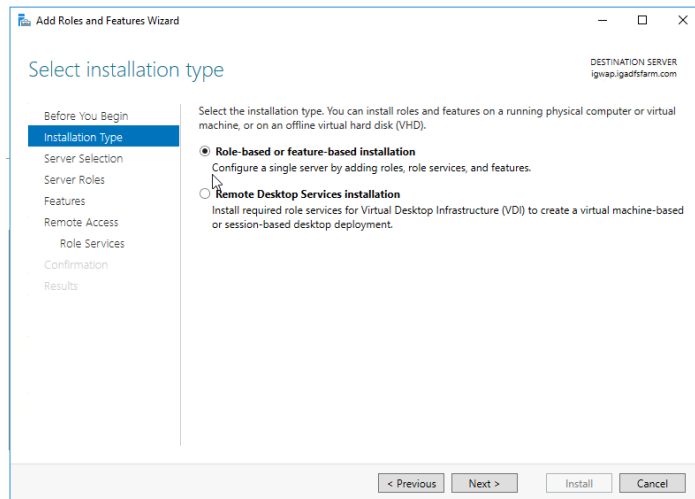 Add Roles and Features Wizard
Select installation type
DESTINATION SERVER
igwap.igadfsfarm
Before You Begin
Installation Type
Server Selection
Server Roles
Features
Remote Access
Role Services
Confirmation
Results
Select the installation type. You can install roles and features on a running physical computer or virtual
machine, or on an offline virtual hard disk (VHD).
Role-based or feature-based installation
Configure a single server by adding roles, role services, and features.
Remote Desktop Services installation
Install required role services for Virtual Desktop Infrastructure (VDI) to create a virtual machine-based
or session-based desktop deployment.
< Previous
Next >
Install
Cancel